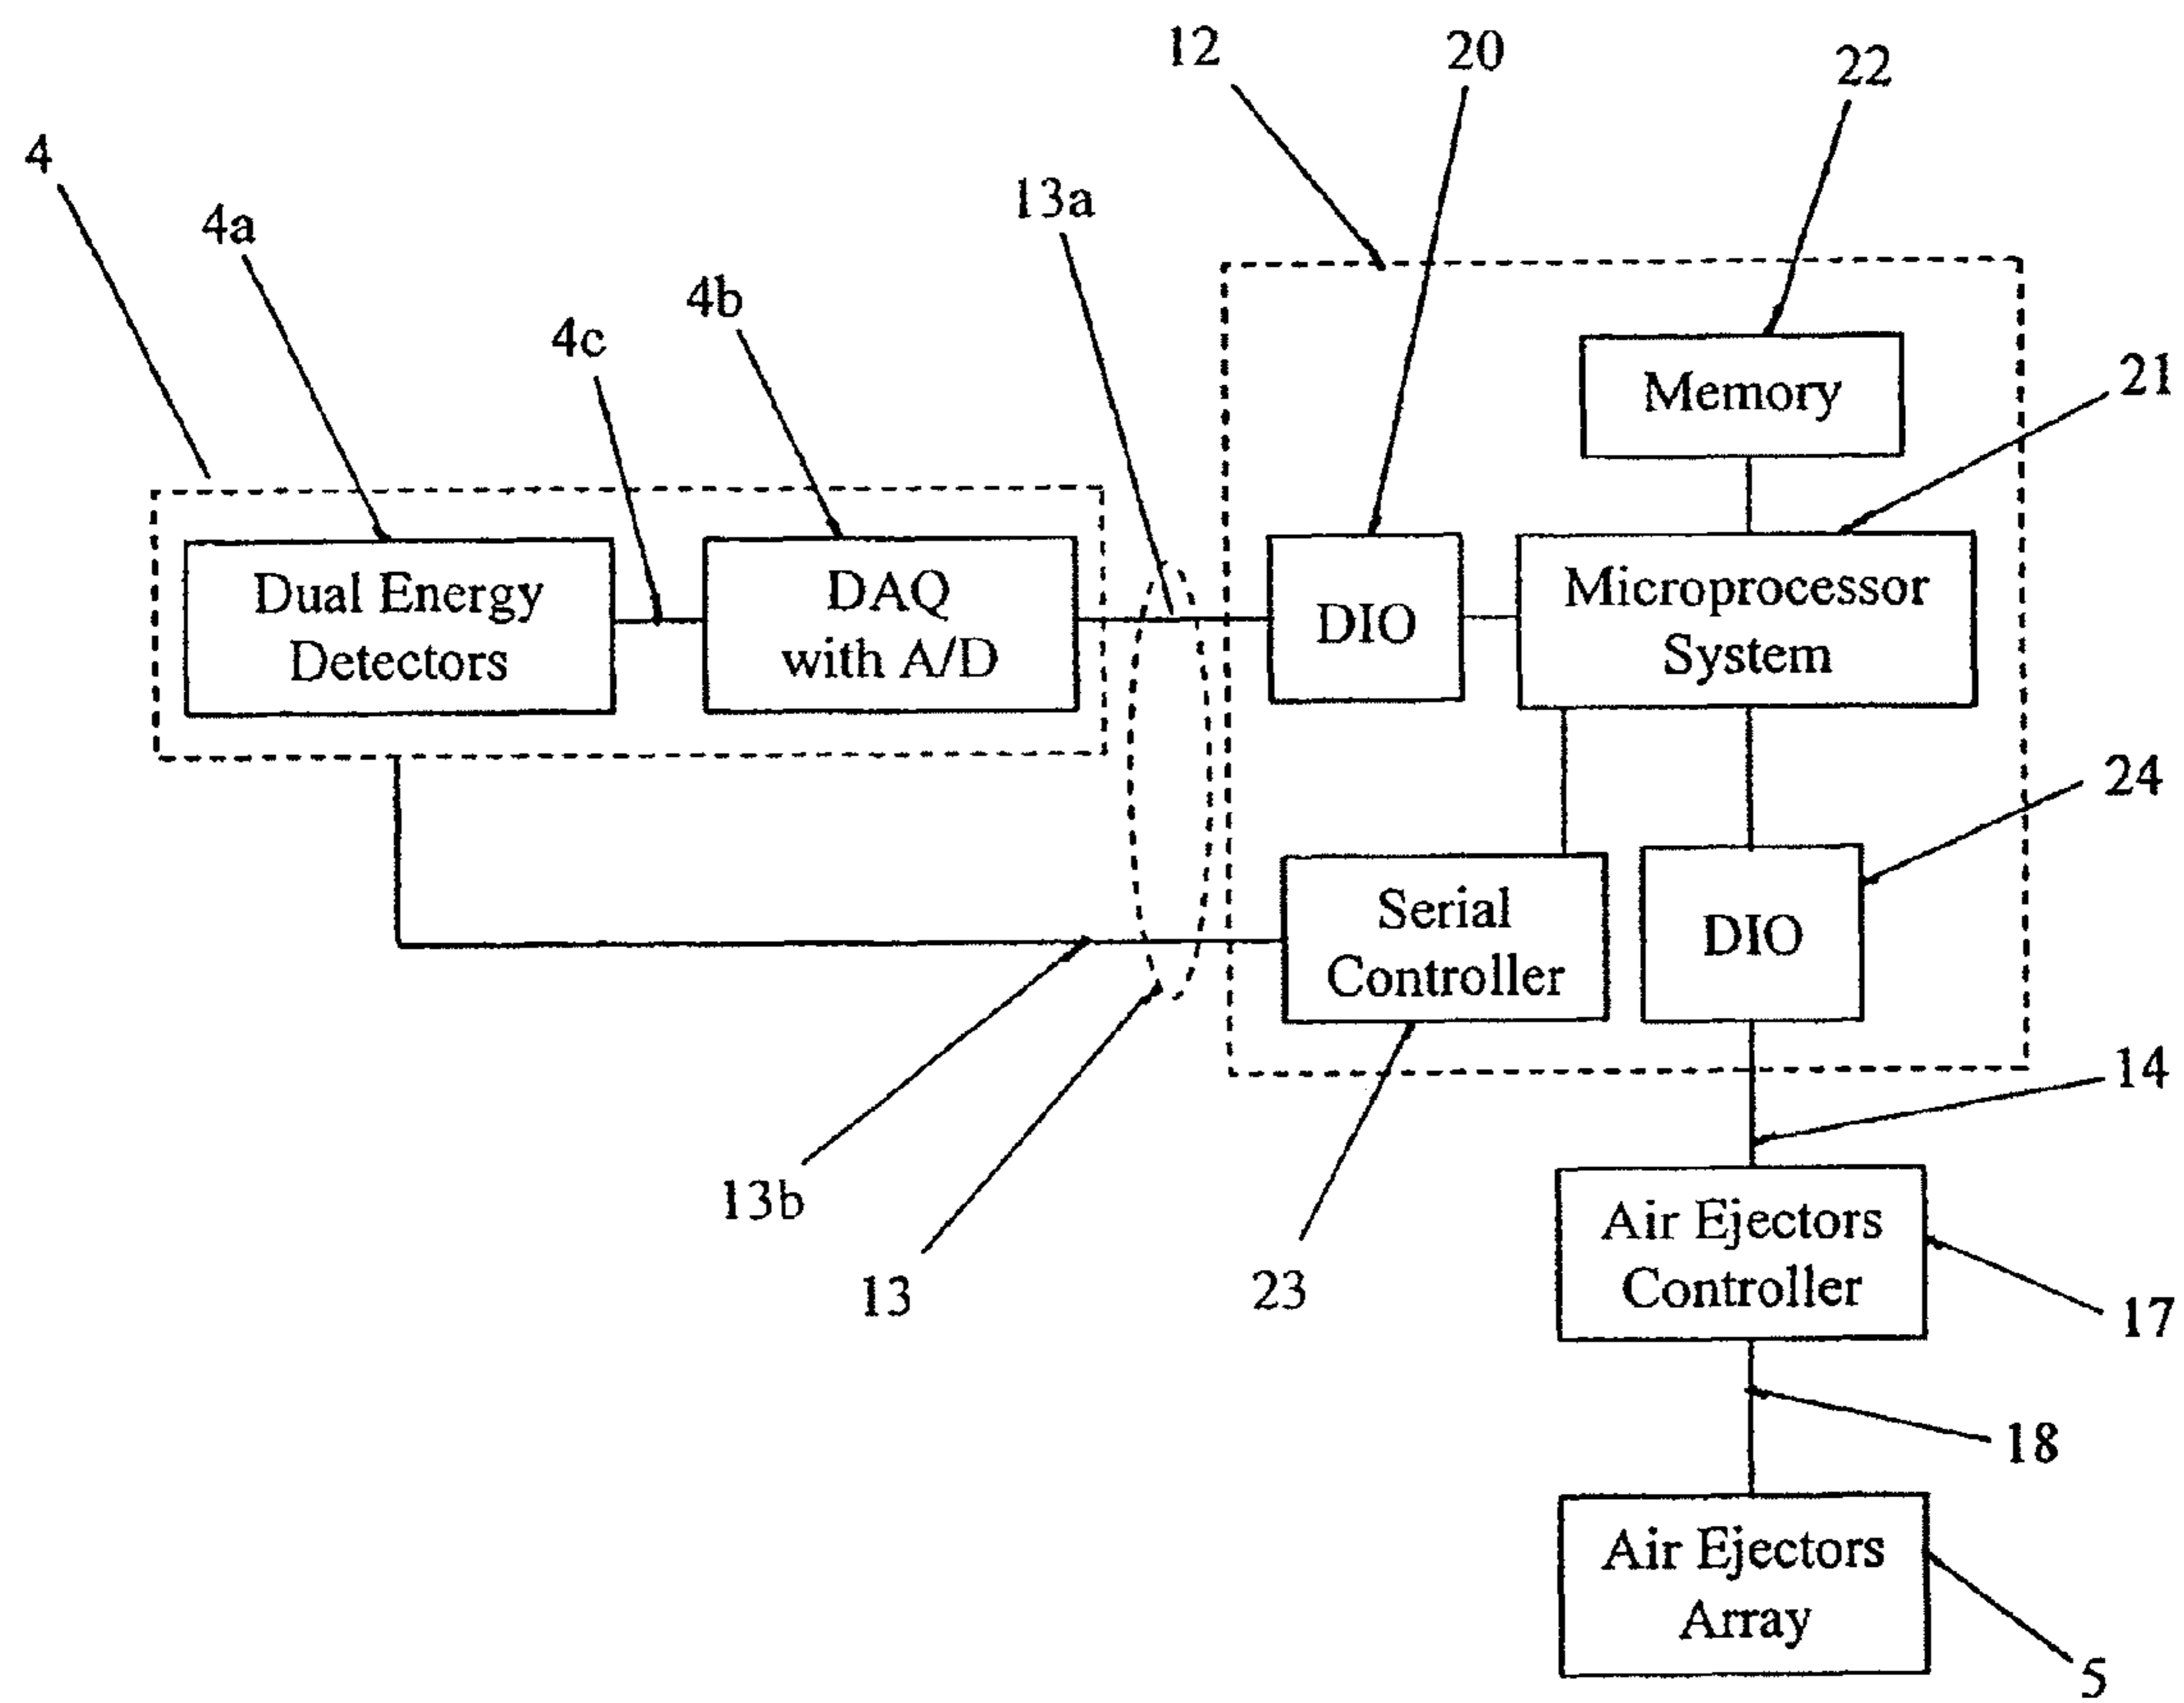 12
20
22
4
4a
13a
4b
4c
21
Memory
Dual Energy
Detectors
DAQ
with A/D
DIO
Microprocessor
System
24
Serial
Controller
DIO
14
13b
13
23
Air Ejectors
Controller
17
18
Air Ejectors
Array
5